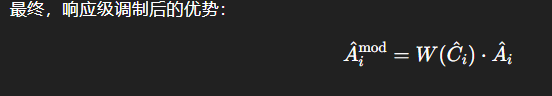 最终，响应级调制后的优势：
Â_i^mod = W(Ĉ_i) · Â_i